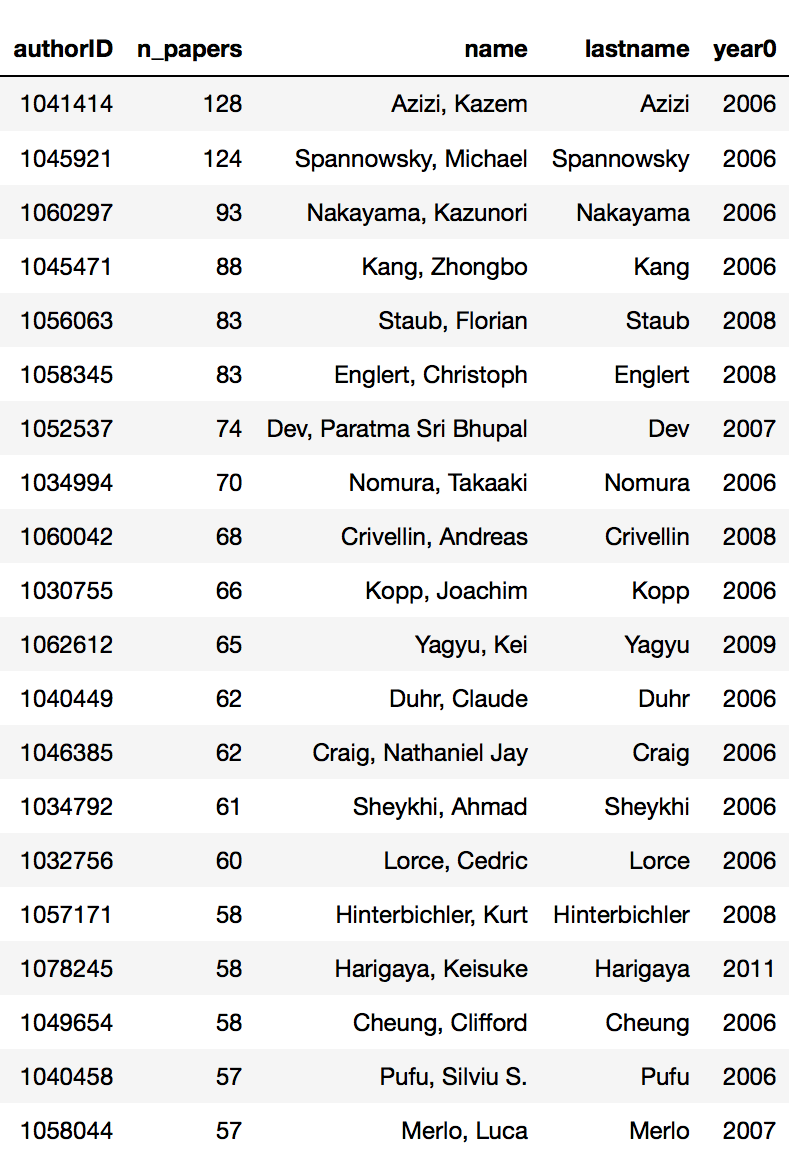 authorID n_papers name lastname year0
1041414 128 Azizi, Kazem Azizi 2006
1045921 124 Spannowsky, Michael Spannowsky 2006
1060297 93 Nakayama, Kazunori Nakayama 2006
1045471 88 Kang, Zhongbo Kang 2006
1056063 83 Staub, Florian Staub 2008
1058345 83 Englert, Christoph Englert 2008
1052537 74 Dev, Paratma Sri Bhupal Dev 2007
1034994 70 Nomura, Takaaki Nomura 2006
1060042 68 Crivellin, Andreas Crivellin 2008
1030755 66 Kopp, Joachim Kopp 2006
1062612 65 Yagyu, Kei Yagyu 2009
1040449 62 Duhr, Claude Duhr 2006
1046385 62 Craig, Nathaniel Jay Craig 2006
1034792 61 Sheykhi, Ahmad Sheykhi 2006
1032756 60 Lorce, Cedric Lorce 2006
1057171 58 Hinterbichler, Kurt Hinterbichler 2008
1078245 58 Harigaya, Keisuke Harigaya 2011
1049654 58 Cheung, Clifford Cheung 2006
1040458 57 Pufu, Silviu S. Pufu 2006
1058044 57 Merlo, Luca Merlo 2007